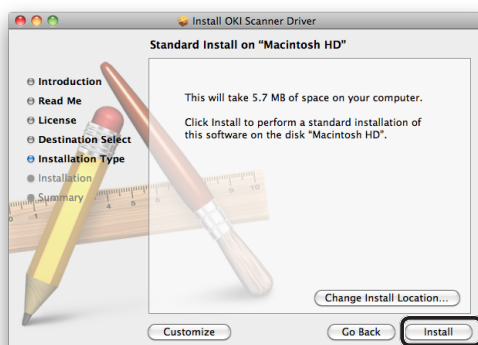 Install OKI Scanner Driver
Standard Install on “Macintosh HD”
Introduction
Read Me
License
Destination Select
Installation Type
Installation
Summary
This will take 5.7 MB of space on your computer.
Click Install to perform a standard installation of
this software on the disk “Macintosh HD”.
Change Install Location...
Customize
Go Back
Install